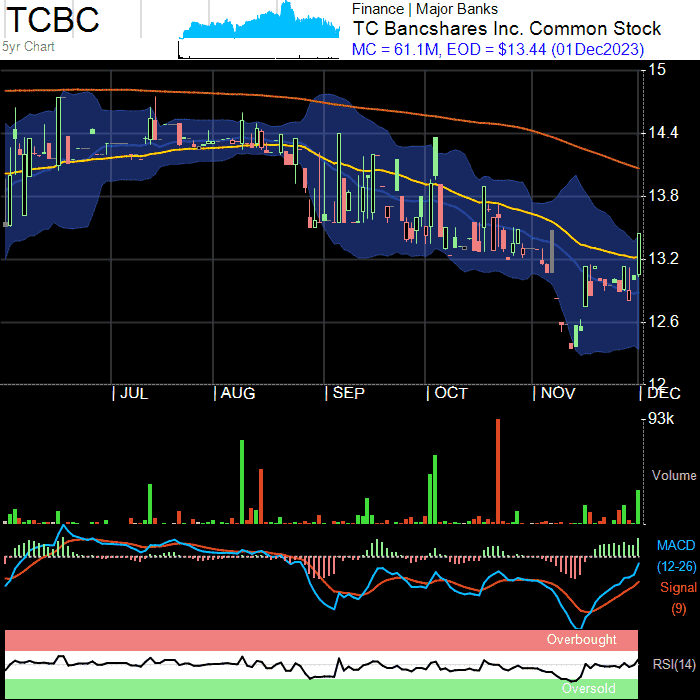 TCBC
5yr Chart
Finance | Major Banks
TC Bancshares Inc. Common Stock
MC = 61.1M, EOD = $13.44 (01Dec2023)
15
14.4
13.8
13.2
12.6
12
JUL
AUG
SEP
OCT
NOV
DEC
93k
Volume
MACD
(12-26)
Signal
(9)
Overbought
RSI(14)
Oversold